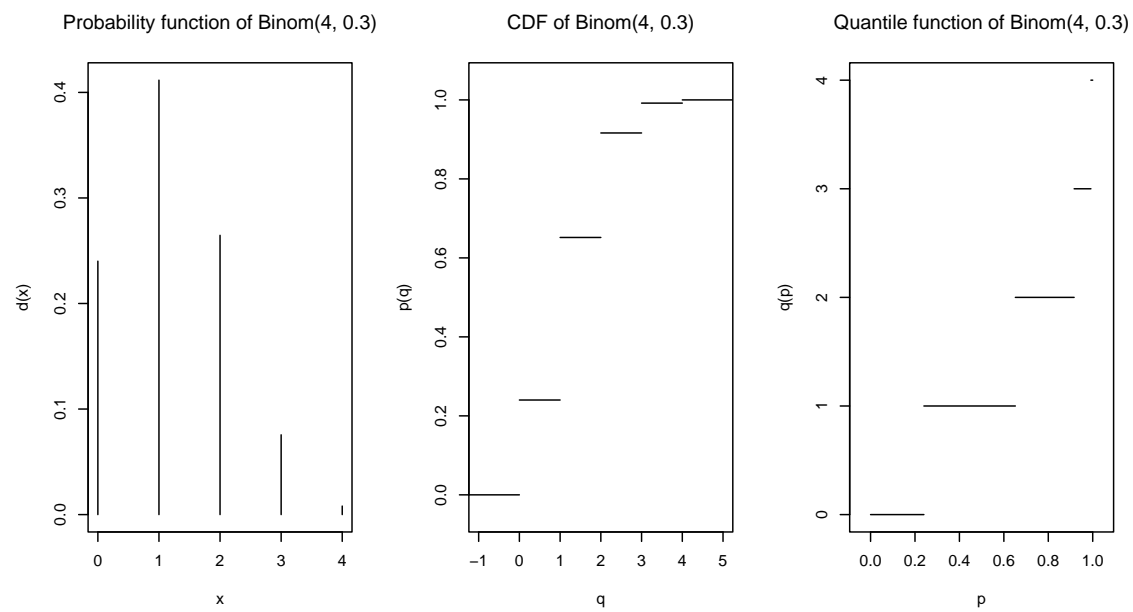 Probability function of Binom(4, 0.3)
d(x)
0.4
0.3
0.2
0.1
0.0
0 1 2 3 4
x
CDF of Binom(4, 0.3)
p(q)
1.0
0.8
0.6
0.4
0.2
0.0
−1 0 1 2 3 4 5
q
Quantile function of Binom(4, 0.3)
q(p)
4
3
2
1
0
0.0 0.2 0.4 0.6 0.8 1.0
p